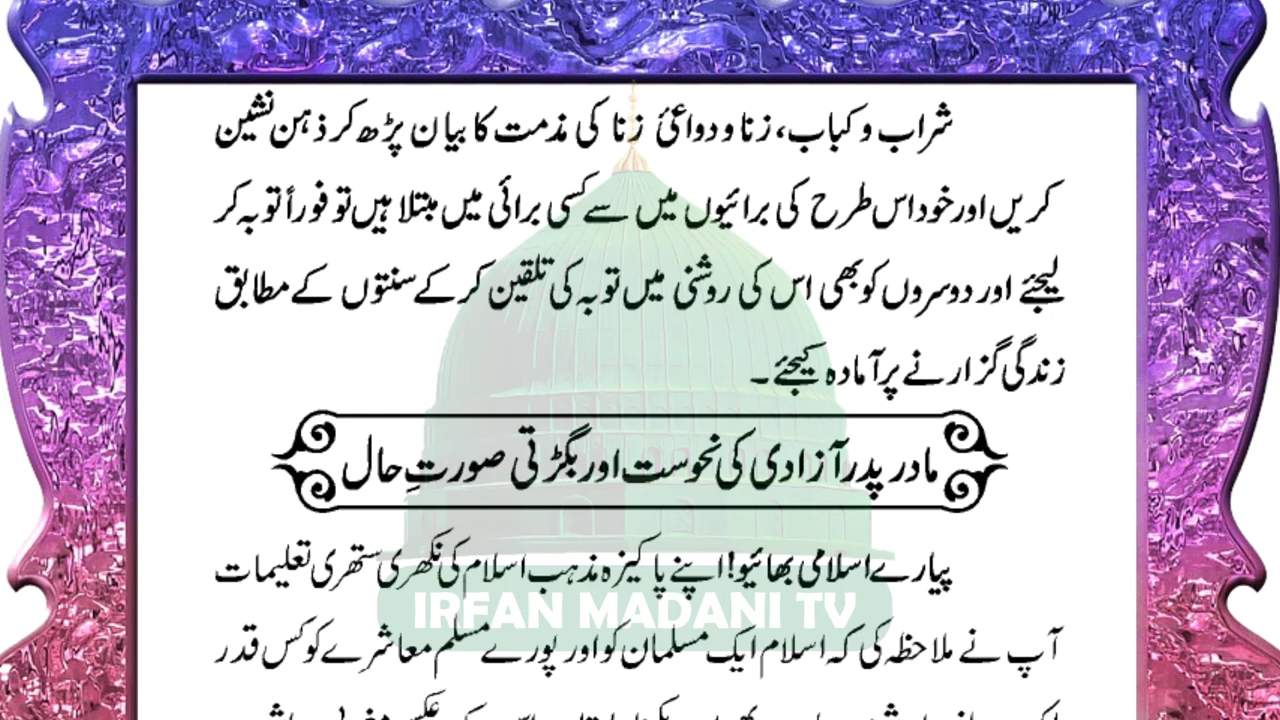 شراب و کباب، زنا و دواعیٔ زنا کی مذمت کا بیان پڑھ کر ذہن نشین
کریں اور خود اس طرح کی برائیوں میں سے کسی برائی میں مبتلا ہیں تو فوراً توبہ کر
لیجئے اور دوسروں کو بھی اس کی روشنی میں توبہ کی تلقین کر کے سنتوں کے مطابق
زندگی گزارنے پر آمادہ کیجئے۔
مادر پدر آزادی کی نحوست اور بگڑتی صورتِ حال
پیارے اسلامی بھائیو! اپنے پاکیزہ مذہب اسلام کی نکھری ستھری تعلیمات
IRFAN MADANI TV
آپ نے ملاحظہ کی کہ اسلام ایک مسلمان کو اور پورے مسلم معاشرے کو کس قدر